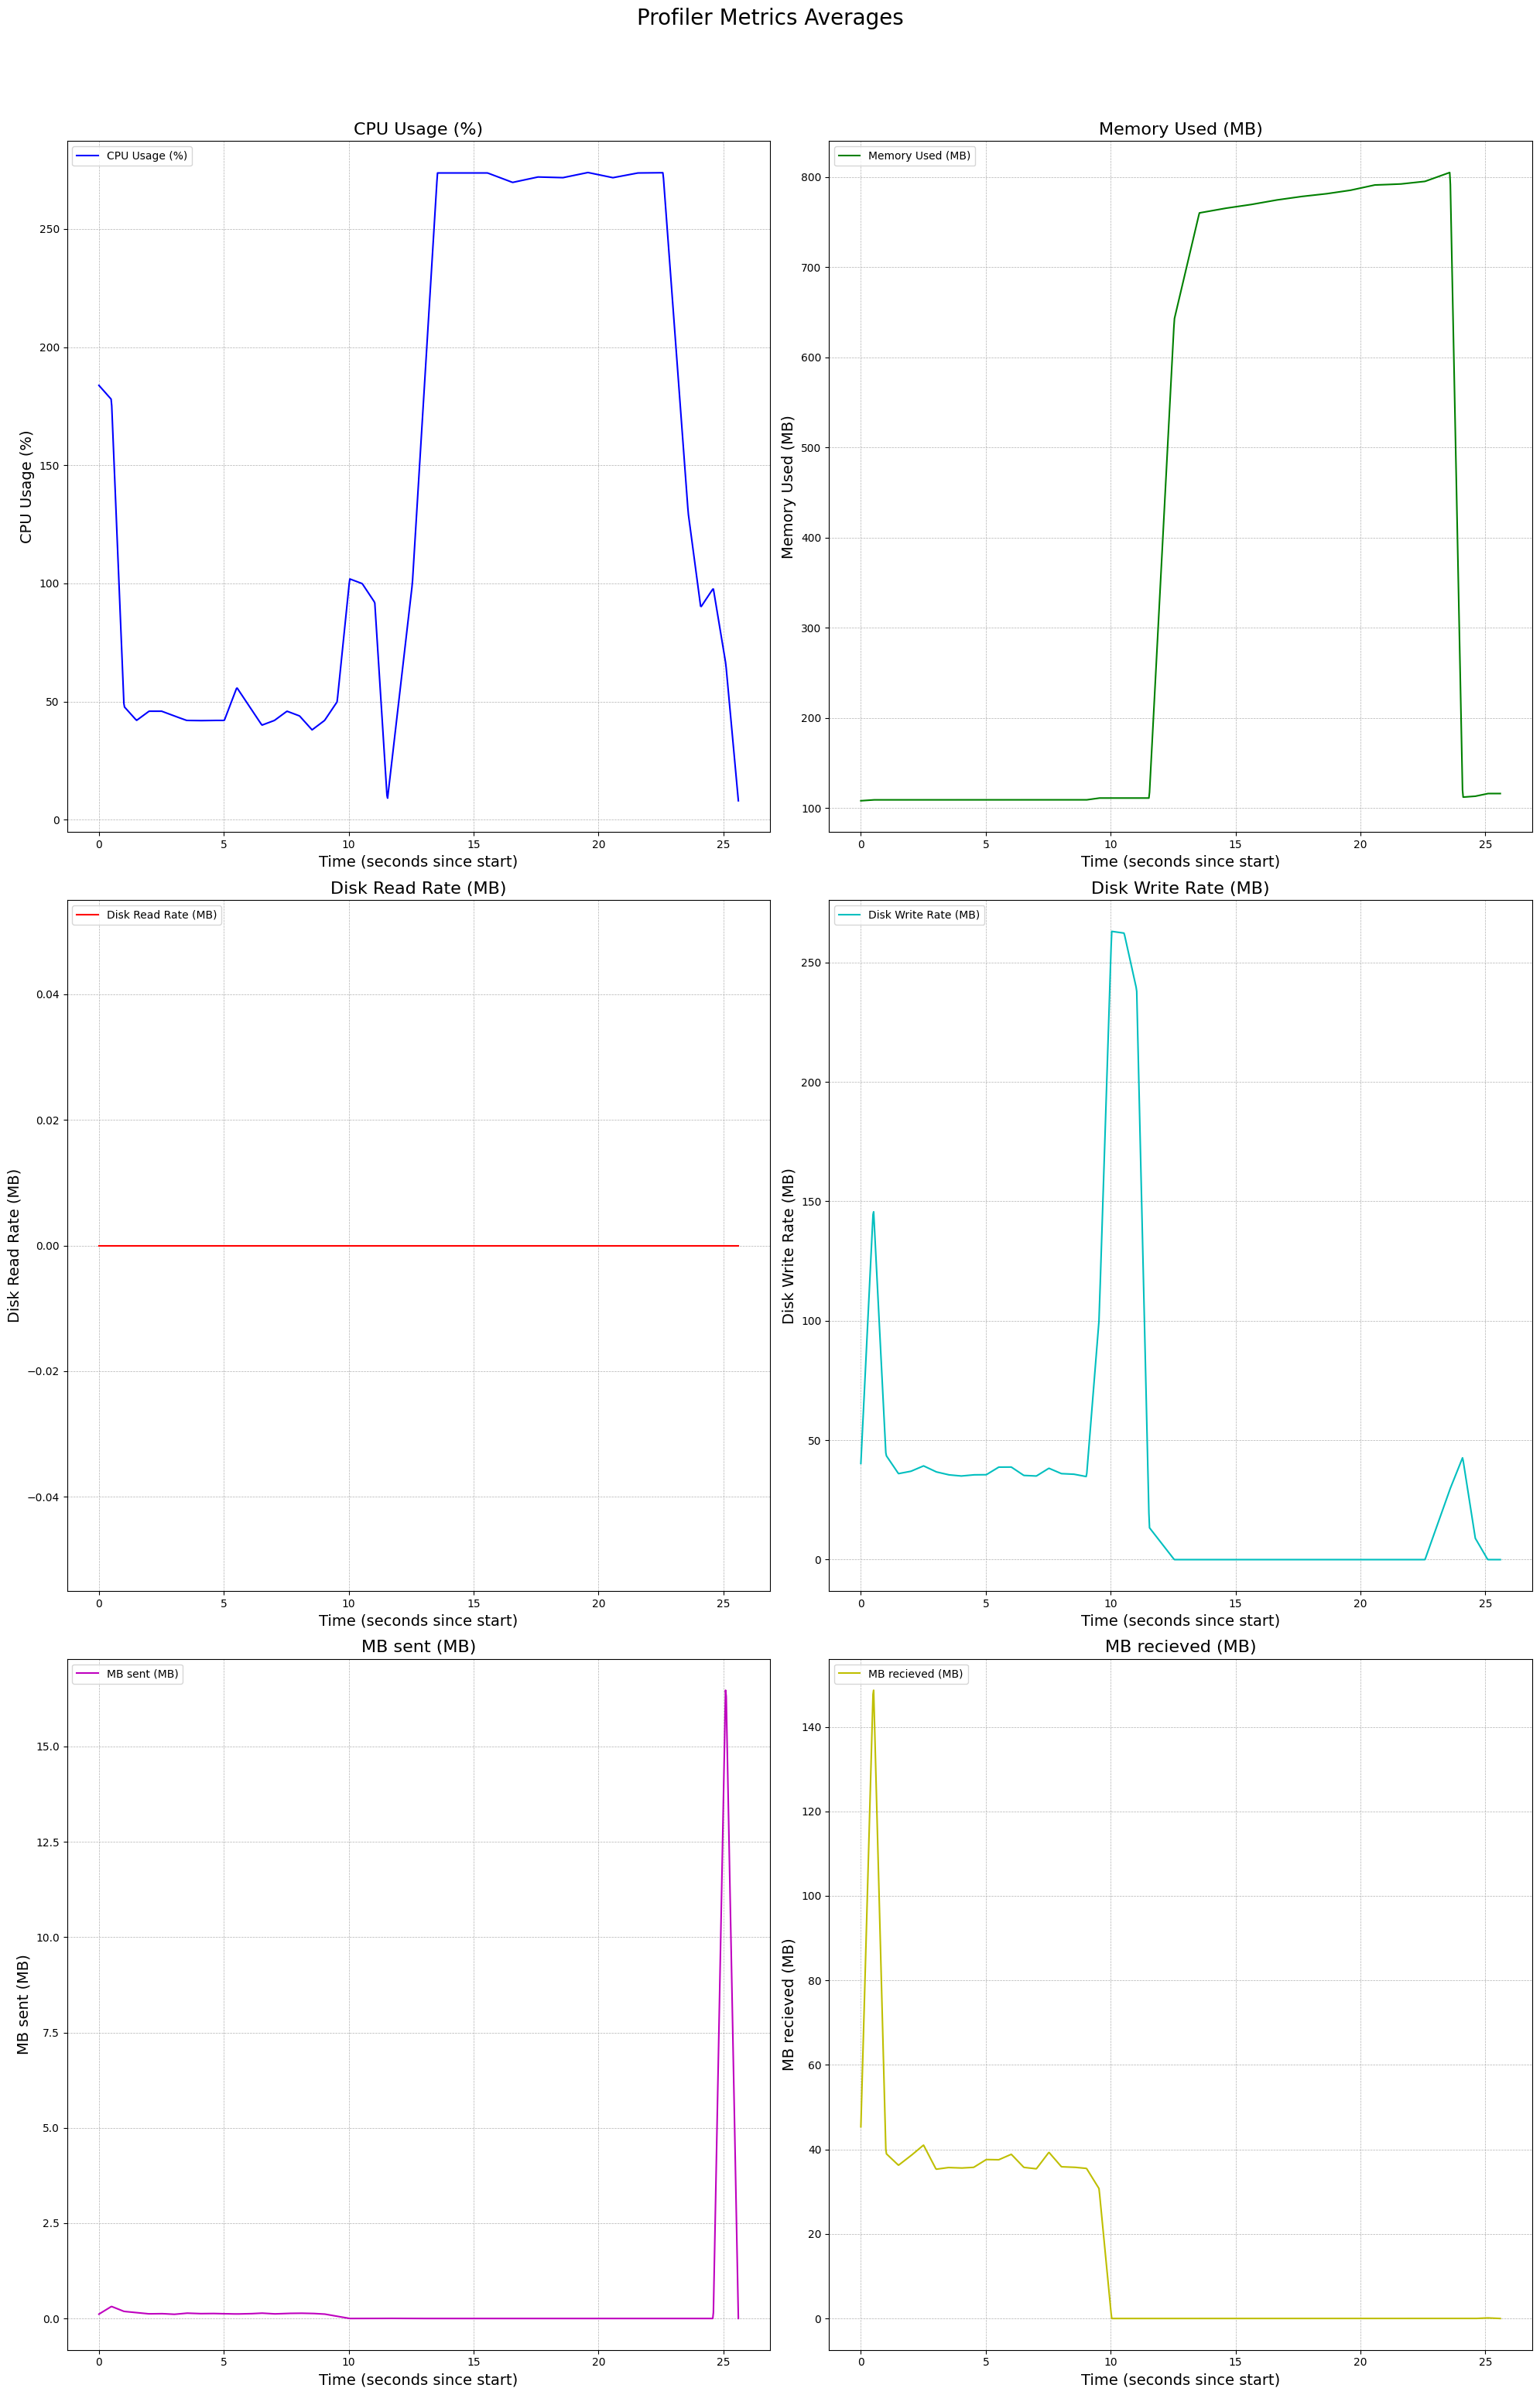 Profiler Metrics Averages
CPU Usage (%)
CPU Usage (%)
CPU Usage (%)
250
200
150
100
50
0
0 5 10 15 20 25
Time (seconds since start)
Memory Used (MB)
Memory Used (MB)
Memory Used (MB)
800
700
600
500
400
300
200
100
0 5 10 15 20 25
Time (seconds since start)
Disk Read Rate (MB)
Disk Read Rate (MB)
Disk Read Rate (MB)
0.04
0.02
0.00
−0.02
−0.04
0 5 10 15 20 25
Time (seconds since start)
Disk Write Rate (MB)
Disk Write Rate (MB)
Disk Write Rate (MB)
250
200
150
100
50
0
0 5 10 15 20 25
Time (seconds since start)
MB sent (MB)
MB sent (MB)
MB sent (MB)
15.0
12.5
10.0
7.5
5.0
2.5
0.0
0 5 10 15 20 25
Time (seconds since start)
MB recieved (MB)
MB recieved (MB)
MB recieved (MB)
140
120
100
80
60
40
20
0
0 5 10 15 20 25
Time (seconds since start)